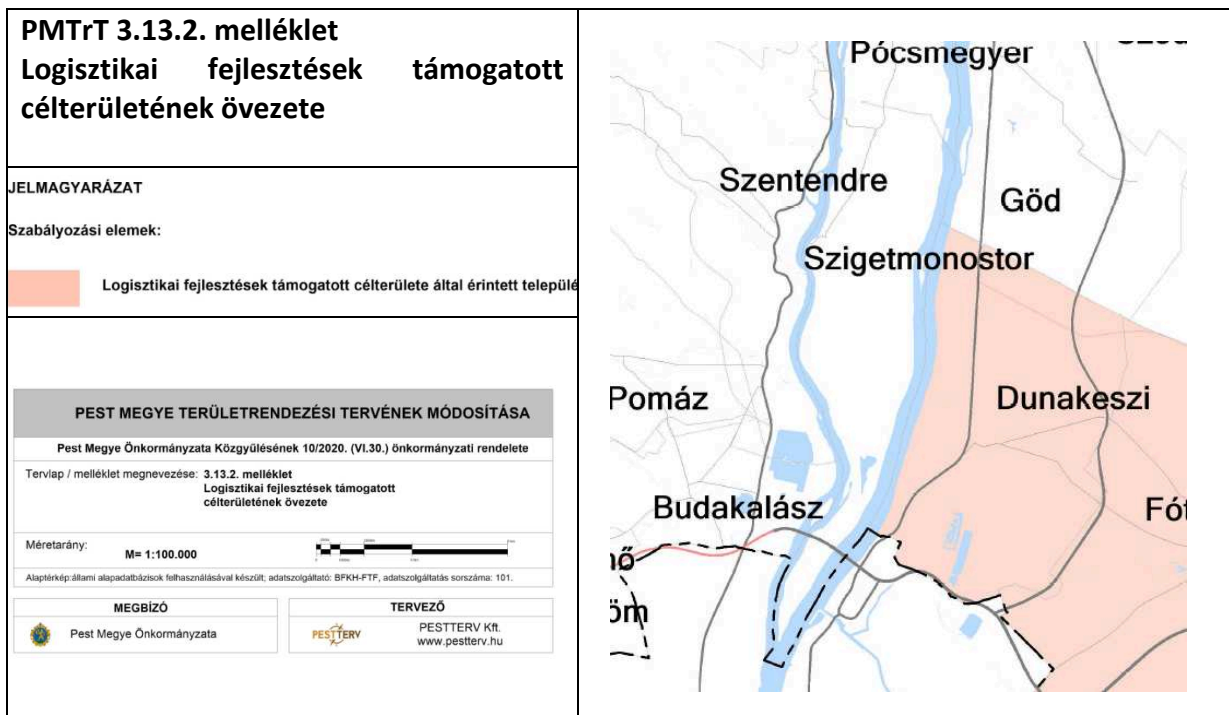 PMTrT 3.13.2. melléklet
Logisztikai fejlesztések támogatott
célterületének övezete
JELMAGYARÁZAT
Szabályozási elemek:
Logisztikai fejlesztések támogatott célterülete által érintett települé
PEST MEGYE TERÜLETRENDEZÉSI TERVÉNEK MÓDOSÍTÁSA
Pest Megye Önkormányzata Közgyűlésének 10/2020. (VI.30.) önkormányzati rendelete
Tervlap / melléklet megnevezése: 3.13.2. melléklet
Logisztikai fejlesztések támogatott
célterületének övezete
Méretarány:
M= 1:100.000
Alaptérkép:állami alapadatbázisok felhasználásával készült; adatszolgáltató: BFKH-FTF, adatszolgáltatás sorszáma: 101.
MEGBÍZÓ
Pest Megye Önkormányzata
TERVEZŐ
PESTTERV
PESTTERV Kft.
www.pestterv.hu
Pócsmegyer
Szentendre
Göd
Szigetmonostor
Pomáz
Dunakeszi
Budakalász
Fót
nő
öm